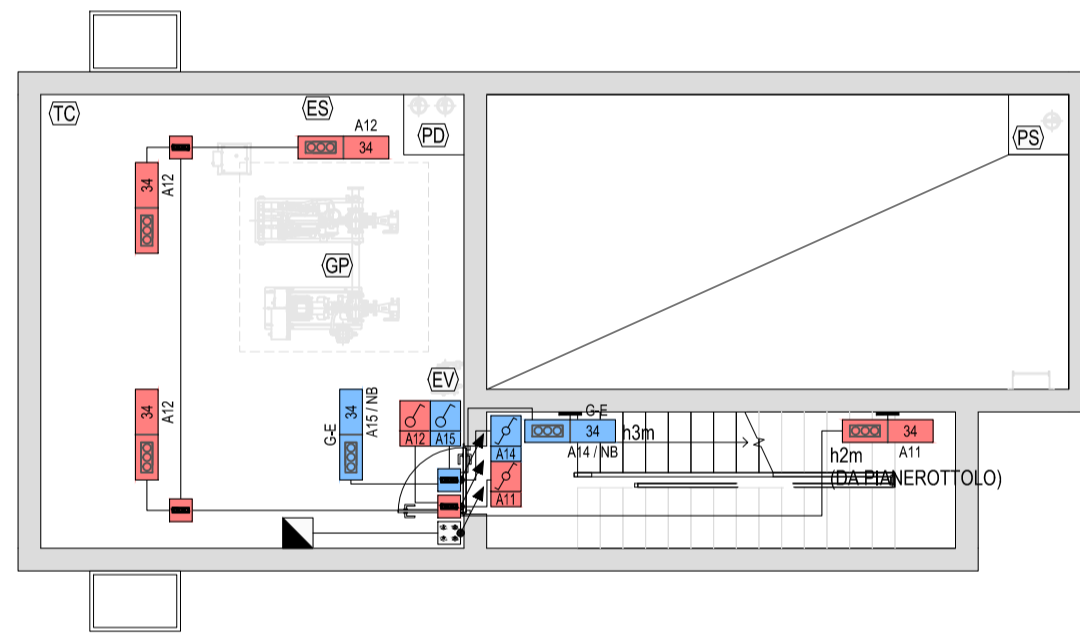 TC
ES
A12
34
PD
PS
34
A12
GP
EV
34
A12
34
G-E
A15 / NB
A12
A15
A14
A11
G-E
34
h3m
A14 / NB
34
A11
h2m
(DA PIANEROTTOLO)